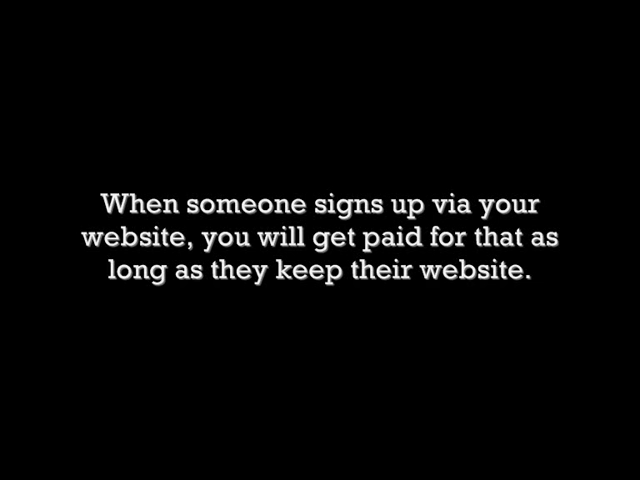 When someone signs up via your
website, you will get paid for that as
long as they keep their website.